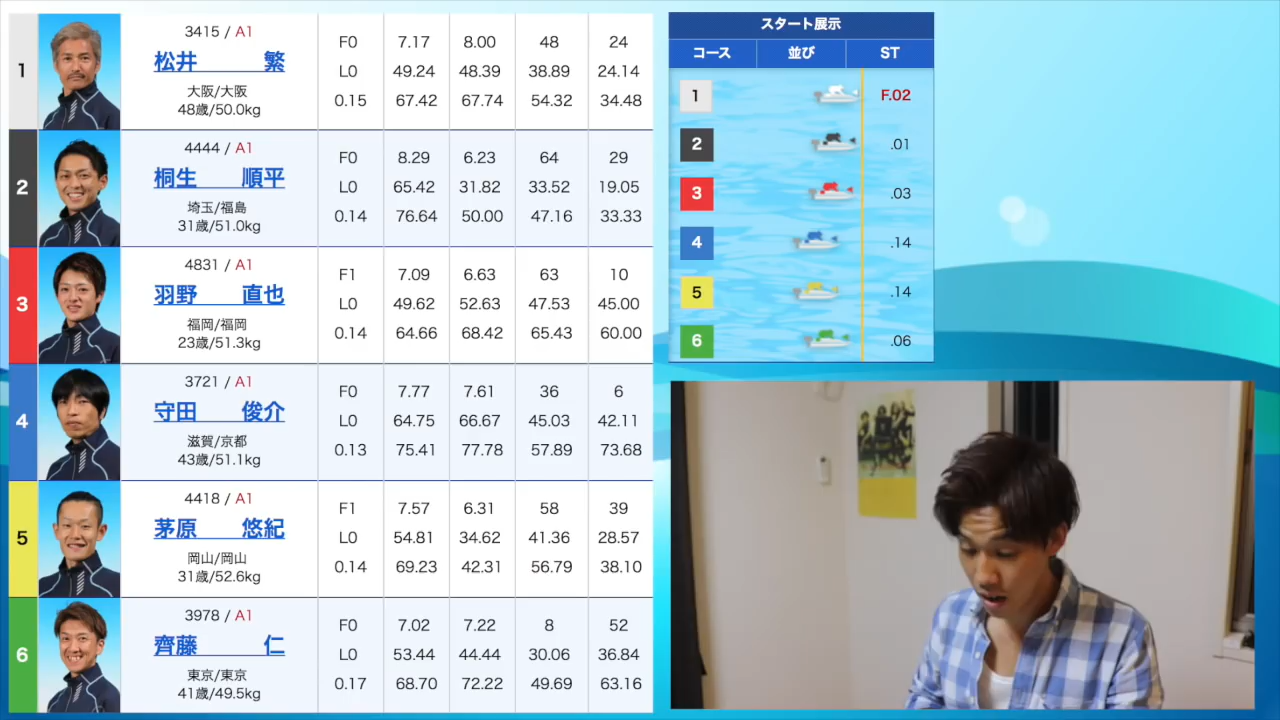 1
3415 / A1
松井 繁
大阪/大阪
48歳/50.0kg
F0 7.17 8.00 48 24
L0 49.24 48.39 38.89 24.14
0.15 67.42 67.74 54.32 34.48
2
4444 / A1
桐生 順平
埼玉/福島
31歳/51.0kg
F0 8.29 6.23 64 29
L0 65.42 31.82 33.52 19.05
0.14 76.64 50.00 47.16 33.33
3
4831 / A1
羽野 直也
福岡/福岡
23歳/51.3kg
F1 7.09 6.63 63 10
L0 49.62 52.63 47.53 45.00
0.14 64.66 68.42 65.43 60.00
4
3721 / A1
守田 俊介
滋賀/京都
43歳/51.1kg
F0 7.77 7.61 36 6
L0 64.75 66.67 45.03 42.11
0.13 75.41 77.78 57.89 73.68
5
4418 / A1
茅原 悠紀
岡山/岡山
31歳/52.6kg
F1 7.57 6.31 58 39
L0 54.81 34.62 41.36 28.57
0.14 69.23 42.31 56.79 38.10
6
3978 / A1
齊藤 仁
東京/東京
41歳/49.5kg
F0 7.02 7.22 8 52
L0 53.44 44.44 30.06 36.84
0.17 68.70 72.22 49.69 63.16
スタート展示
コース 並び ST
1 F.02
2 .01
3 .03
4 .14
5 .14
6 .06